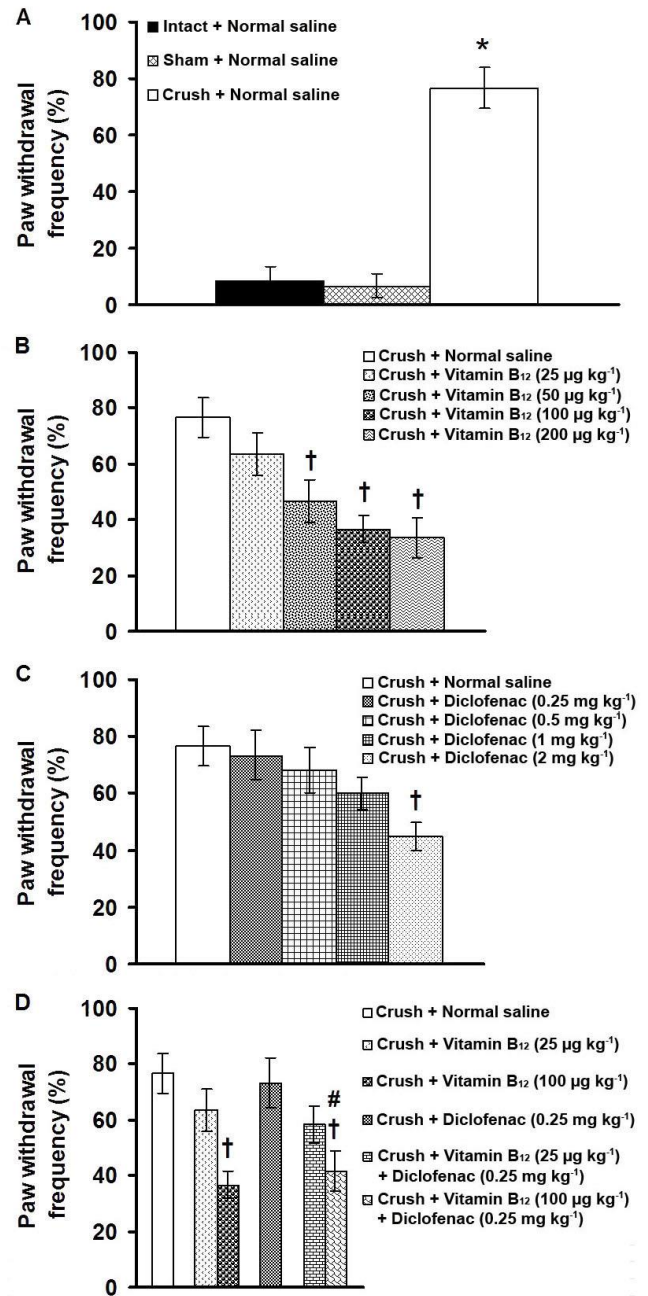 A
Paw withdrawal
frequency (%)
100
80
60
40
20
0
Intact + Normal saline
Sham + Normal saline
Crush + Normal saline
*
B
Paw withdrawal
frequency (%)
100
80
60
40
20
0
Crush + Normal saline
Crush + Vitamin B₁₂ (25 µg kg⁻¹)
Crush + Vitamin B₁₂ (50 µg kg⁻¹)
Crush + Vitamin B₁₂ (100 µg kg⁻¹)
Crush + Vitamin B₁₂ (200 µg kg⁻¹)
† † †
C
Paw withdrawal
frequency (%)
100
80
60
40
20
0
Crush + Normal saline
Crush + Diclofenac (0.25 mg kg⁻¹)
Crush + Diclofenac (0.5 mg kg⁻¹)
Crush + Diclofenac (1 mg kg⁻¹)
Crush + Diclofenac (2 mg kg⁻¹)
†
D
Paw withdrawal
frequency (%)
100
80
60
40
20
0
Crush + Normal saline
Crush + Vitamin B₁₂ (25 µg kg⁻¹)
Crush + Vitamin B₁₂ (100 µg kg⁻¹)
Crush + Diclofenac (0.25 mg kg⁻¹)
Crush + Vitamin B₁₂ (25 µg kg⁻¹)
+ Diclofenac (0.25 mg kg⁻¹)
Crush + Vitamin B₁₂ (100 µg kg⁻¹)
+ Diclofenac (0.25 mg kg⁻¹)
#
† †